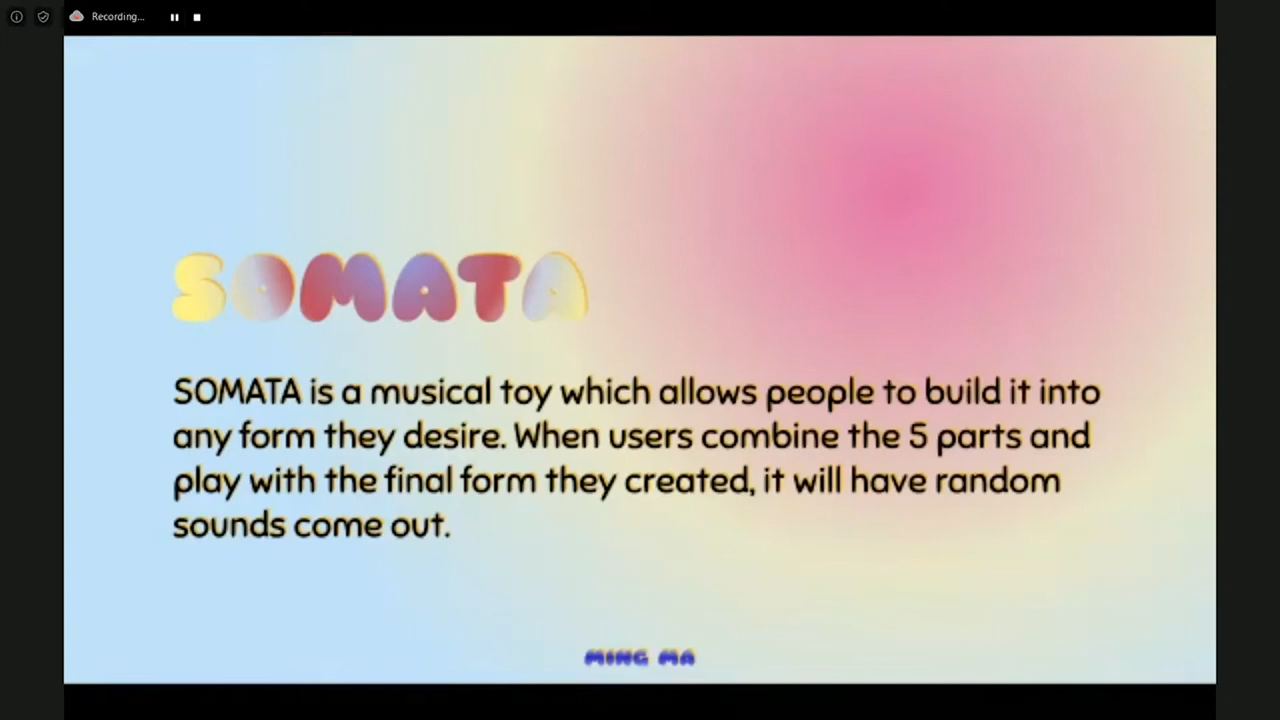 Recording...
SOMATA
SOMATA is a musical toy which allows people to build it into
any form they desire. When users combine the 5 parts and
play with the final form they created, it will have random
sounds come out.
MING MA